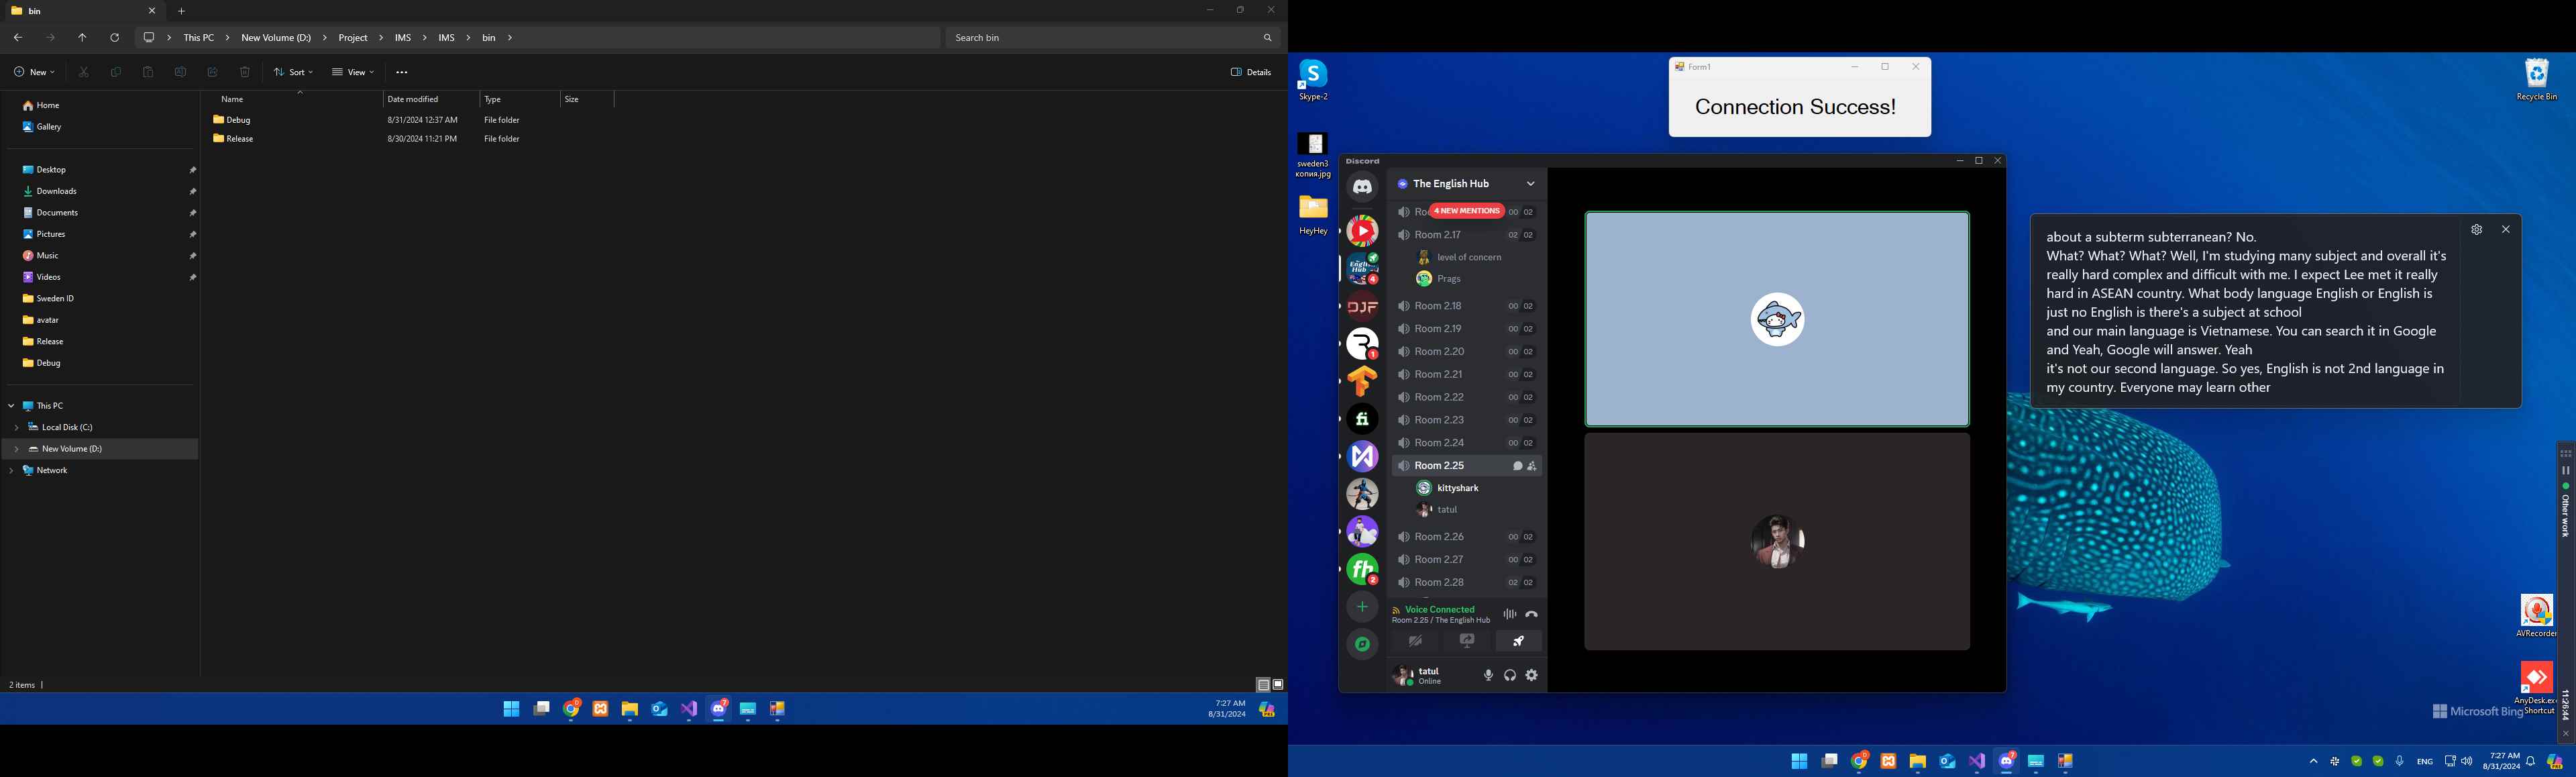 bin
This PC
New Volume (D:)
Project
IMS
IMS
bin
Search bin
New
Sort
View
Details
Name
Date modified
Type
Size
Debug
8/31/2024 12:37 AM
File folder
Release
8/30/2024 11:21 PM
File folder
Home
Gallery
Desktop
Downloads
Documents
Pictures
Music
Videos
Sweden ID
avatar
Release
Debug
This PC
Local Disk (C:)
New Volume (D:)
Network
2 items
7:27 AM
8/31/2024
Skype-2
sweden3
копия.jpg
HeyHey
Form1
Connection Success!
Recycle Bin
Discord
The English Hub
4 NEW MENTIONS
00 02
Room 2.17
02 02
level of concern
Prags
Room 2.18
00 02
Room 2.19
00 02
Room 2.20
00 02
Room 2.21
00 02
Room 2.22
00 02
Room 2.23
00 02
Room 2.24
00 02
Room 2.25
kittyshark
tatul
Room 2.26
00 02
Room 2.27
00 02
Room 2.28
02 02
Voice Connected
Room 2.25 / The English Hub
tatul
Online
about a subterm subterranean? No.
What? What? What? Well, I'm studying many subject and overall it's
really hard complex and difficult with me. I expect Lee met it really
hard in ASEAN country. What body language English or English is
just no English is there's a subject at school
and our main language is Vietnamese. You can search it in Google
and Yeah, Google will answer. Yeah
it's not our second language. So yes, English is not 2nd language in
my country. Everyone may learn other
Other work
11:26:44
AVRecorder
AnyDesk.exe
Shortcut
Microsoft Bing
ENG
7:27 AM
8/31/2024